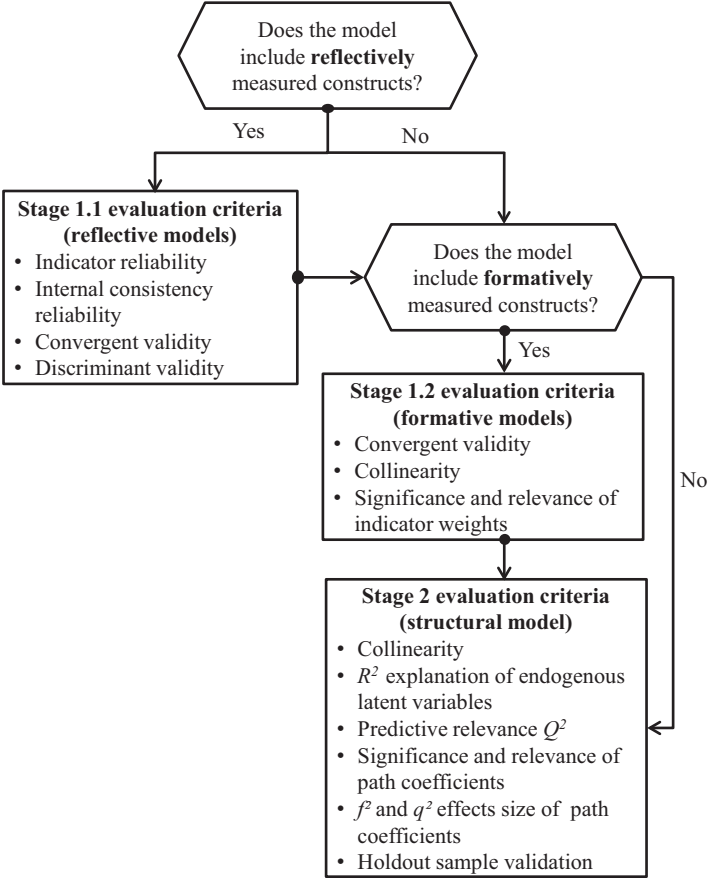 Does the model
include reflectively
measured constructs?
Yes
No
Stage 1.1 evaluation criteria
(reflective models)
• Indicator reliability
• Internal consistency
reliability
• Convergent validity
• Discriminant validity
Does the model
include formatively
measured constructs?
Yes
No
Stage 1.2 evaluation criteria
(formative models)
• Convergent validity
• Collinearity
• Significance and relevance of
indicator weights
Stage 2 evaluation criteria
(structural model)
• Collinearity
• R² explanation of endogenous
latent variables
• Predictive relevance Q²
• Significance and relevance of
path coefficients
• f² and q² effects size of path
coefficients
• Holdout sample validation